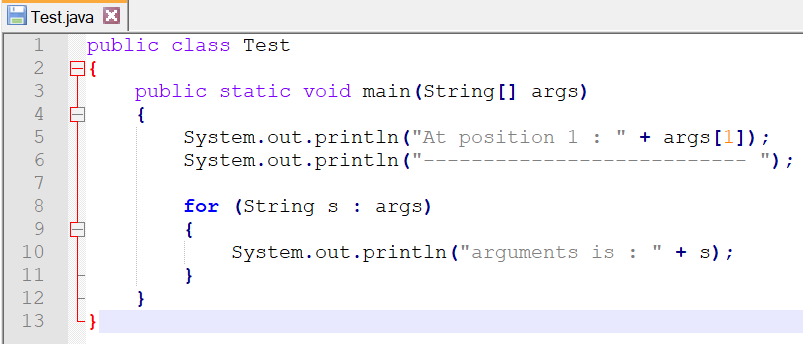 Test.java
1 public class Test
2 {
3     public static void main(String[] args)
4     {
5         System.out.println("At position 1 : " + args[1]);
6         System.out.println("--------------------------- ");
7
8         for (String s : args)
9         {
10             System.out.println("arguments is : " + s);
11         }
12     }
13 }